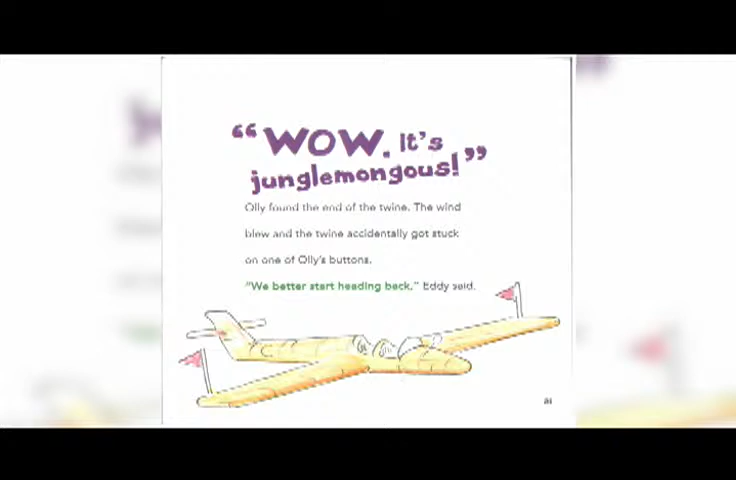 “WOW. It’s
junglemongous!”
Olly found the end of the twine. The wind
blew and the twine accidentally got stuck
on one of Olly’s buttons.
“We better start heading back.” Eddy said.